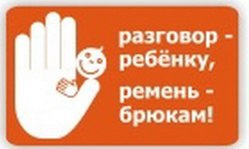 разговор -
ребёнку,
ремень -
брюкам!